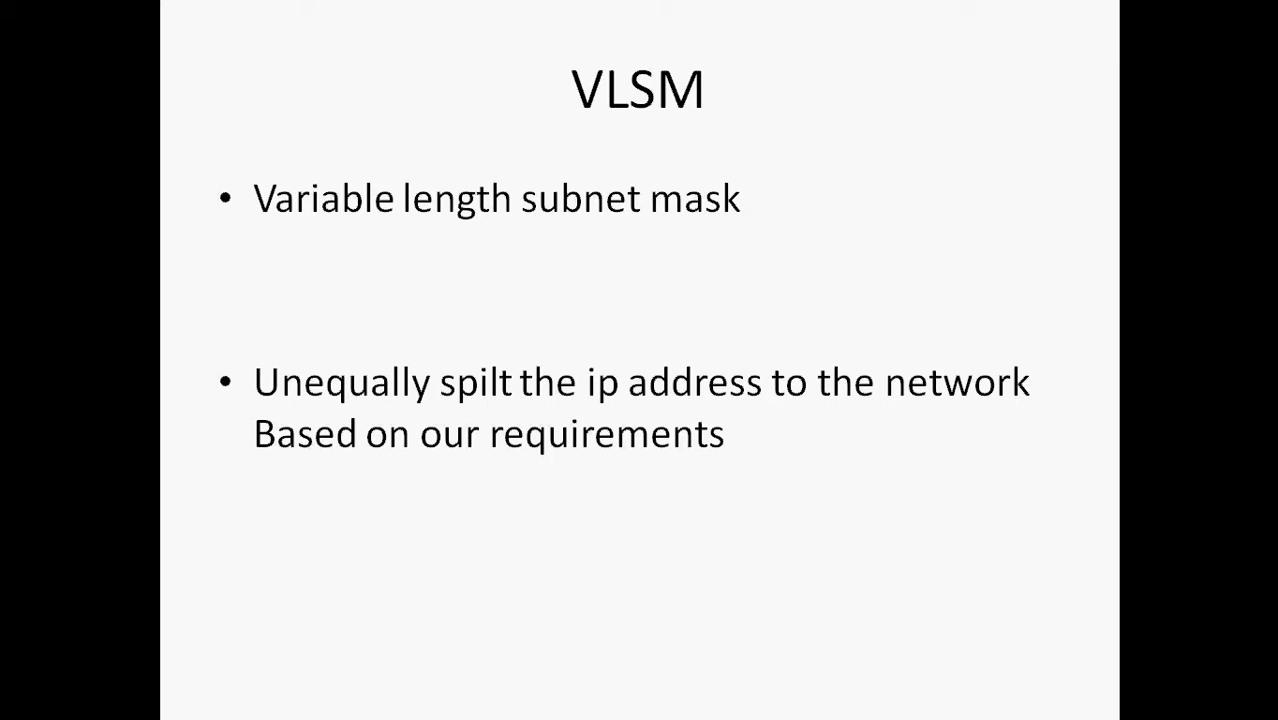 VLSM
• Variable length subnet mask
• Unequally spilt the ip address to the network
Based on our requirements